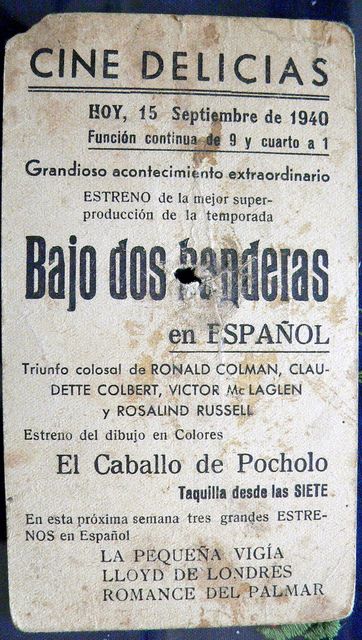 CINE DELICIAS
HOY, 15 Septiembre de 1940
Función continua de 9 y cuarto a 1
Grandioso acontecimiento extraordinario
ESTRENO de la mejor super-
producción de la temporada
Bajo dos banderas
en ESPAÑOL
Triunfo colosal de RONALD COLMAN, CLAU-
DETTE COLBERT, VICTOR Mc LAGLEN
y ROSALIND RUSSELL
Estreno del dibujo en Colores
El Caballo de Pocholo
Taquilla desde las SIETE
En esta próxima semana tres grandes ESTRE-
NOS en Español
LA PEQUEÑA VIGÍA
LLOYD DE LONDRES
ROMANCE DEL PALMAR